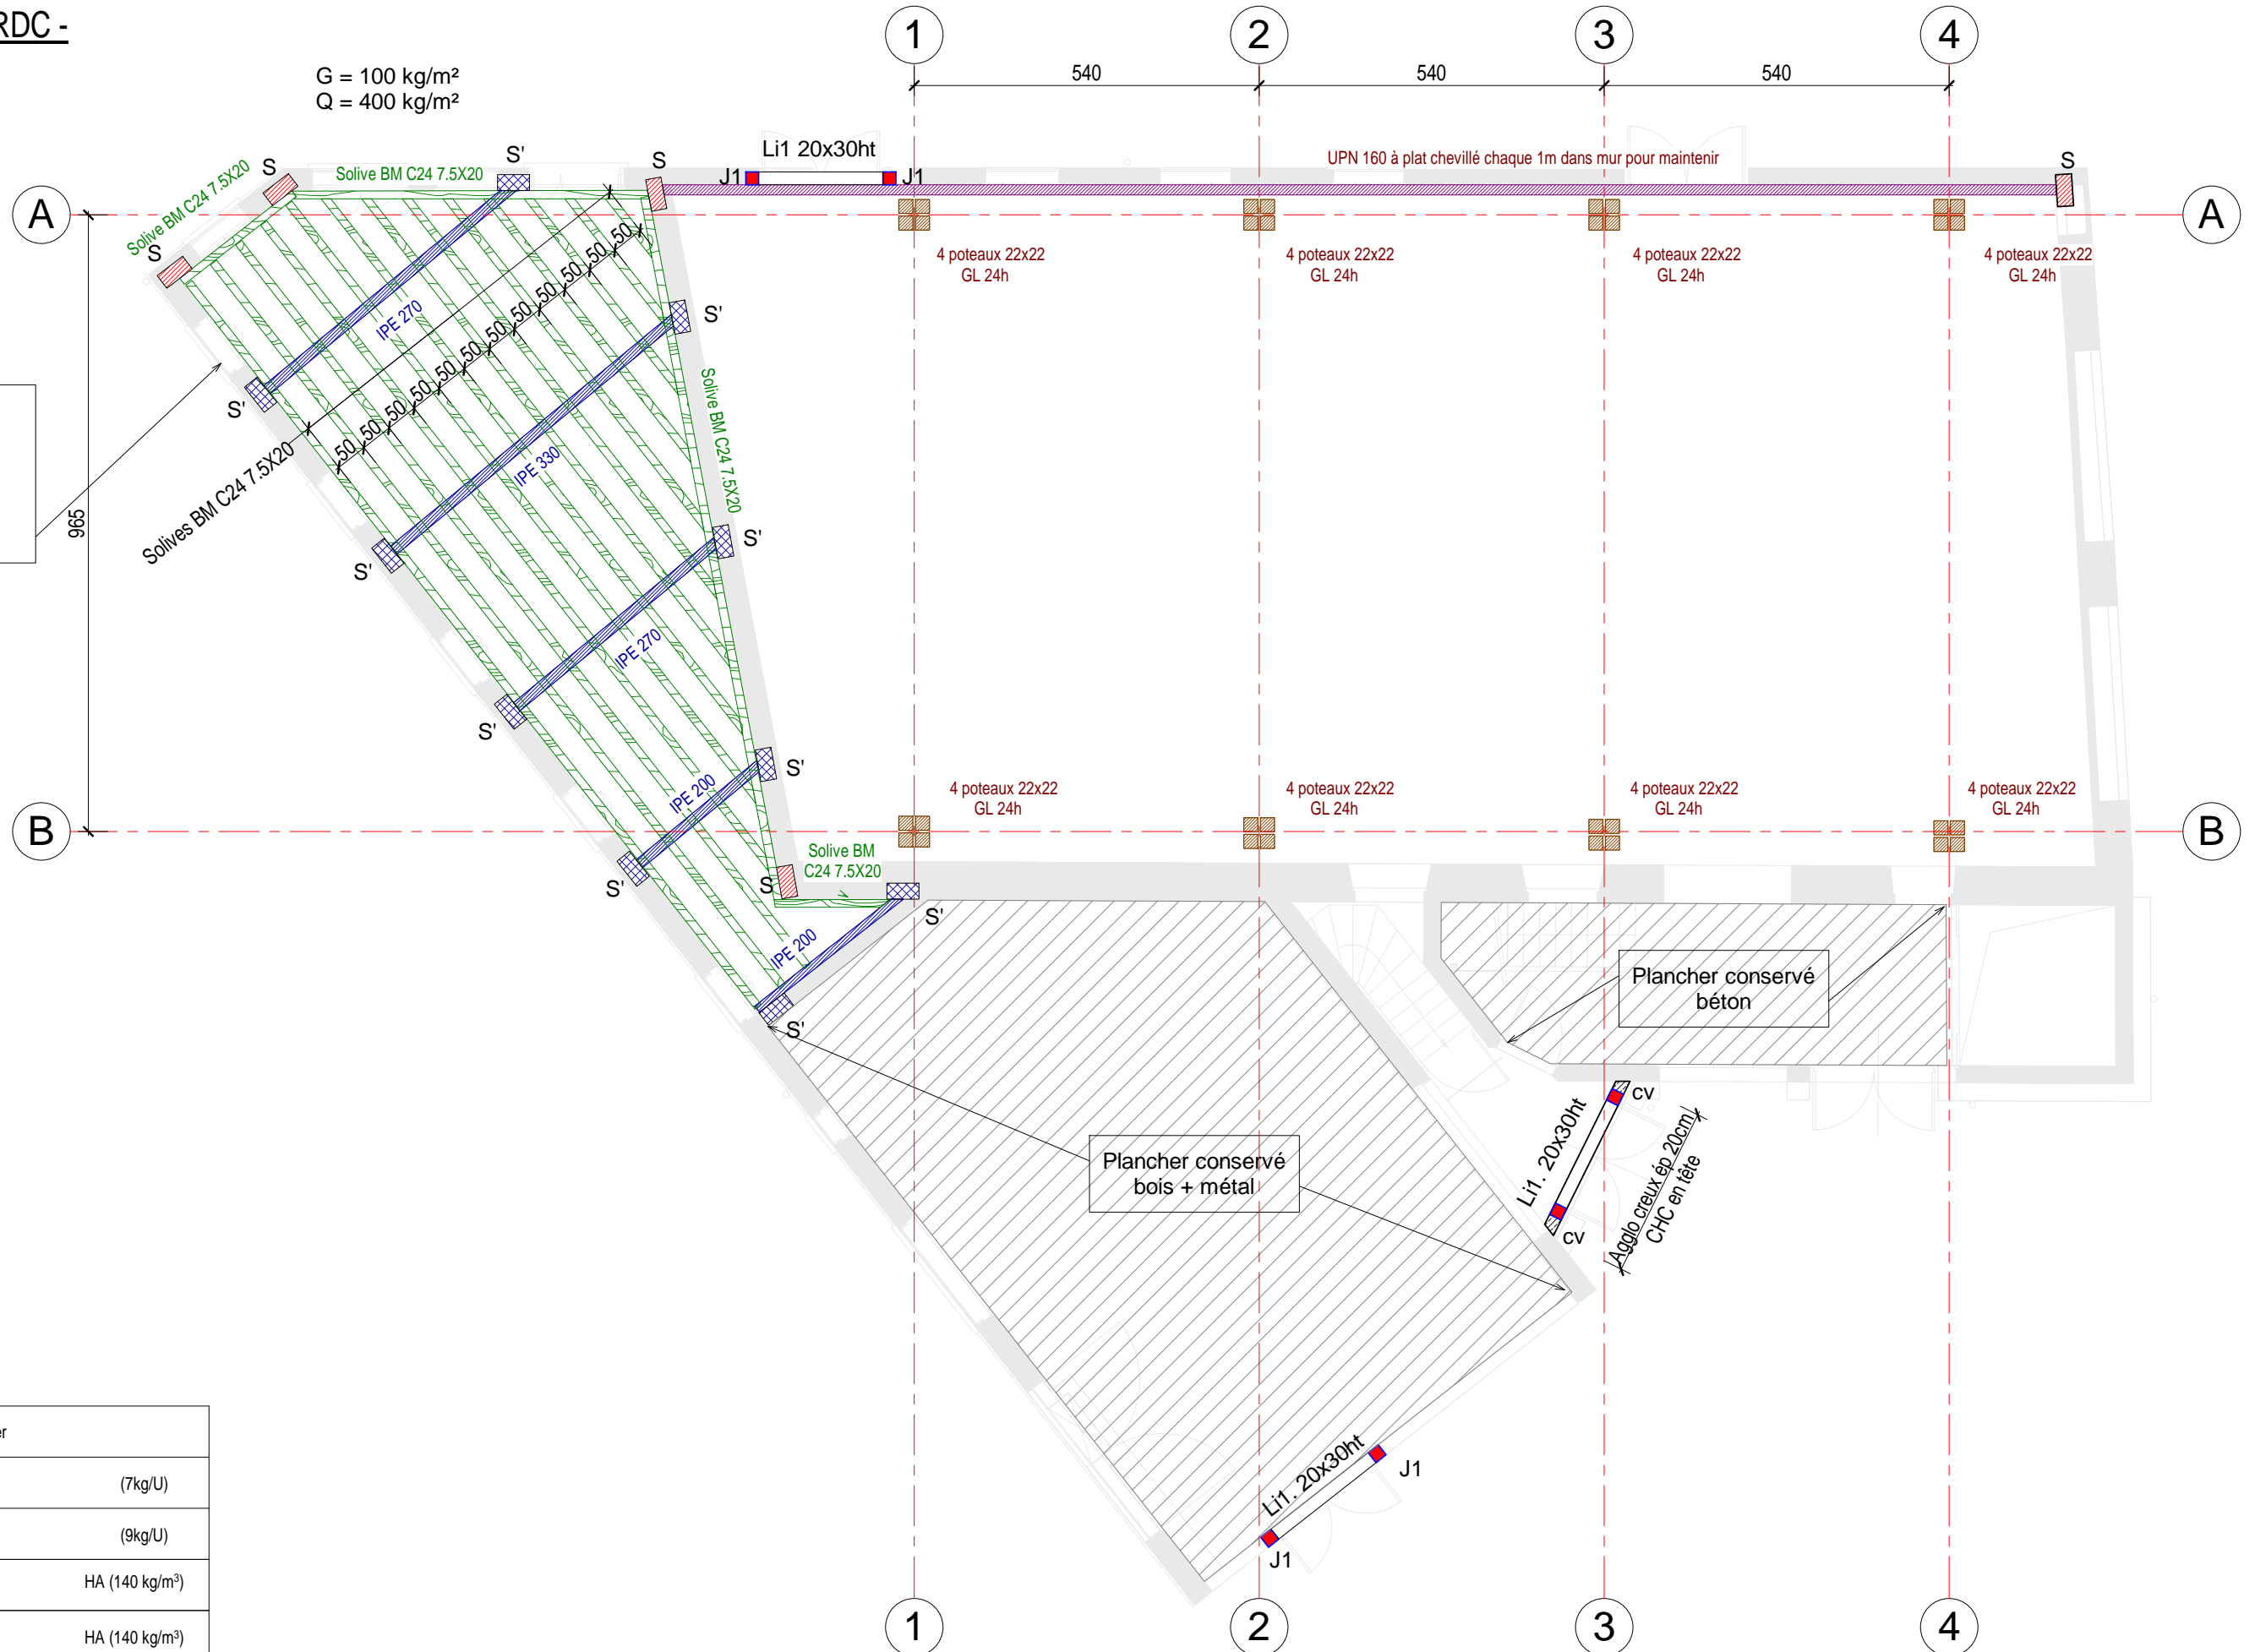 RDC -
1
2
3
4
540
540
540
G = 100 kg/m²
Q = 400 kg/m²
A
A
965
B
B
S
S
S'
S
Solive BM C24 7.5X20
Solive BM C24 7.5X20
Li1 20x30ht
J1
J1
UPN 160 à plat chevillé chaque 1m dans mur pour maintenir
S
4 poteaux 22x22
GL 24h
4 poteaux 22x22
GL 24h
4 poteaux 22x22
GL 24h
4 poteaux 22x22
GL 24h
IPE 270
50
50
50
50
50
50
50
50
50
50
50
50
S'
S'
Solives BM C24 7.5X20
IPE 330
Solive BM C24 7.5X20
S'
S'
IPE 270
S'
S'
IPE 200
S'
4 poteaux 22x22
GL 24h
4 poteaux 22x22
GL 24h
4 poteaux 22x22
GL 24h
4 poteaux 22x22
GL 24h
Solive BM
C24 7.5X20
S
S'
IPE 200
S'
Plancher conservé
béton
Plancher conservé
bois + métal
Li1. 20x30ht
cv
cv
Agglo creux ép 20cm
CHC en tête
Li1. 20x30ht
J1
J1
er
(7kg/U)
(9kg/U)
HA (140 kg/m³)
HA (140 kg/m³)
1
2
3
4